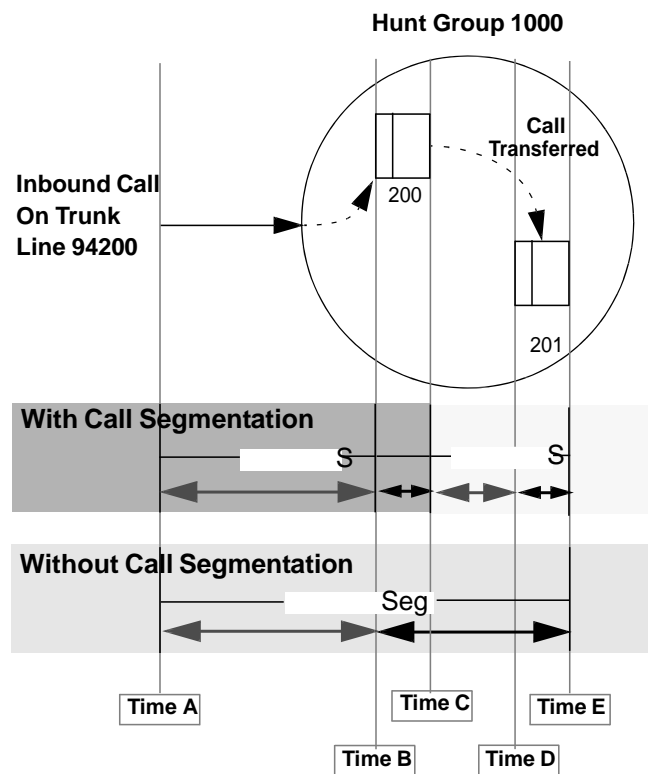 Hunt Group 1000
Call
Transferred
Inbound Call
On Trunk
Line 94200
200
201
With Call Segmentation
S
S
Without Call Segmentation
Seg
Time A
Time C
Time E
Time B
Time D